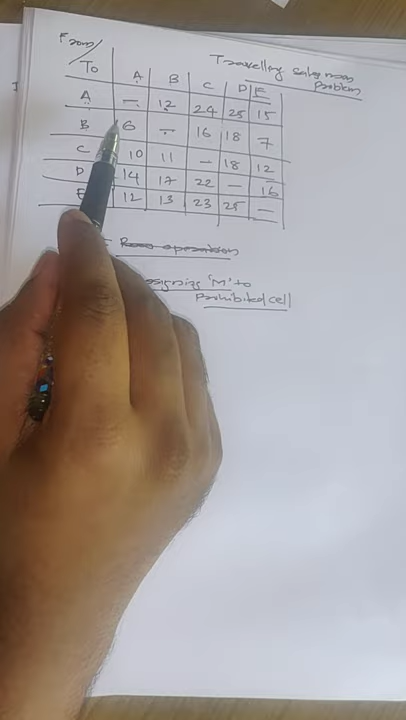 From/To A B C D E
Travelling salesman problem
A — 12 24 25 15
B 6 — 16 18 7
C 10 11 — 18 12
D 14 17 22 — 16
E 12 13 23 25 —
Row operation
assigning 'M' to
Prohibited cell